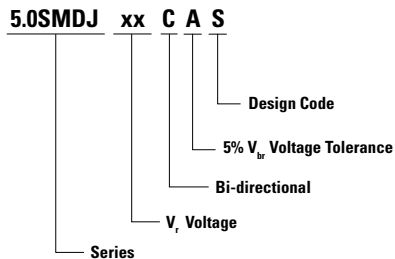 5.0SMDJ xx C A S
Design Code
5% Vbr Voltage Tolerance
Bi-directional
Vr Voltage
Series